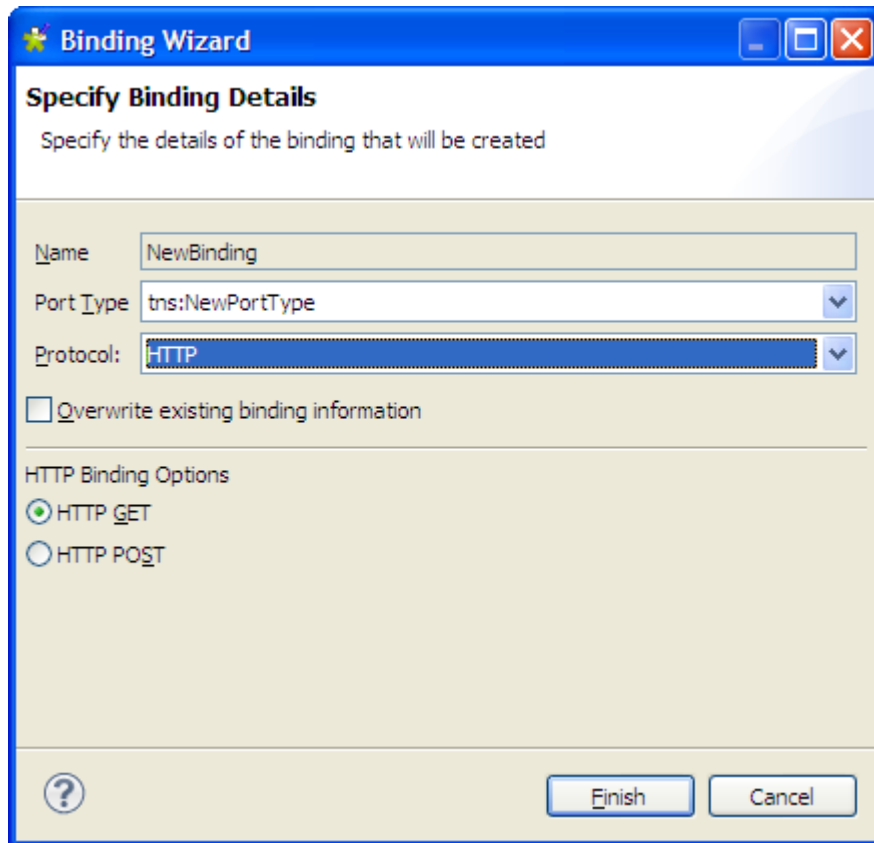 Binding Wizard
Specify Binding Details
Specify the details of the binding that will be created
Name NewBinding
Port Type tns:NewPortType
Protocol: HTTP
Overwrite existing binding information
HTTP Binding Options
HTTP GET
HTTP POST
? Finish Cancel